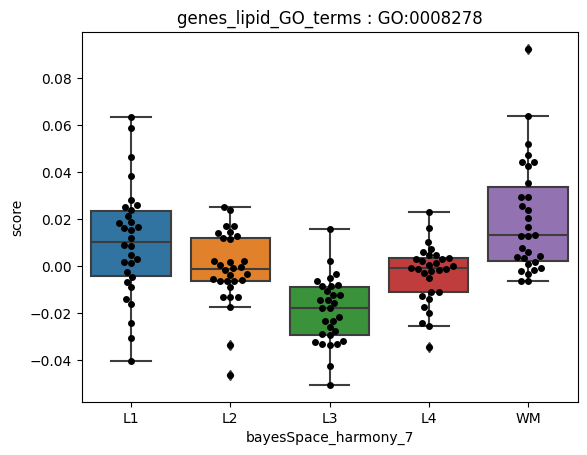 genes_lipid_GO_terms : GO:0008278
score
0.08
0.06
0.04
0.02
0.00
−0.02
−0.04
L1 L2 L3 L4 WM
bayesSpace_harmony_7